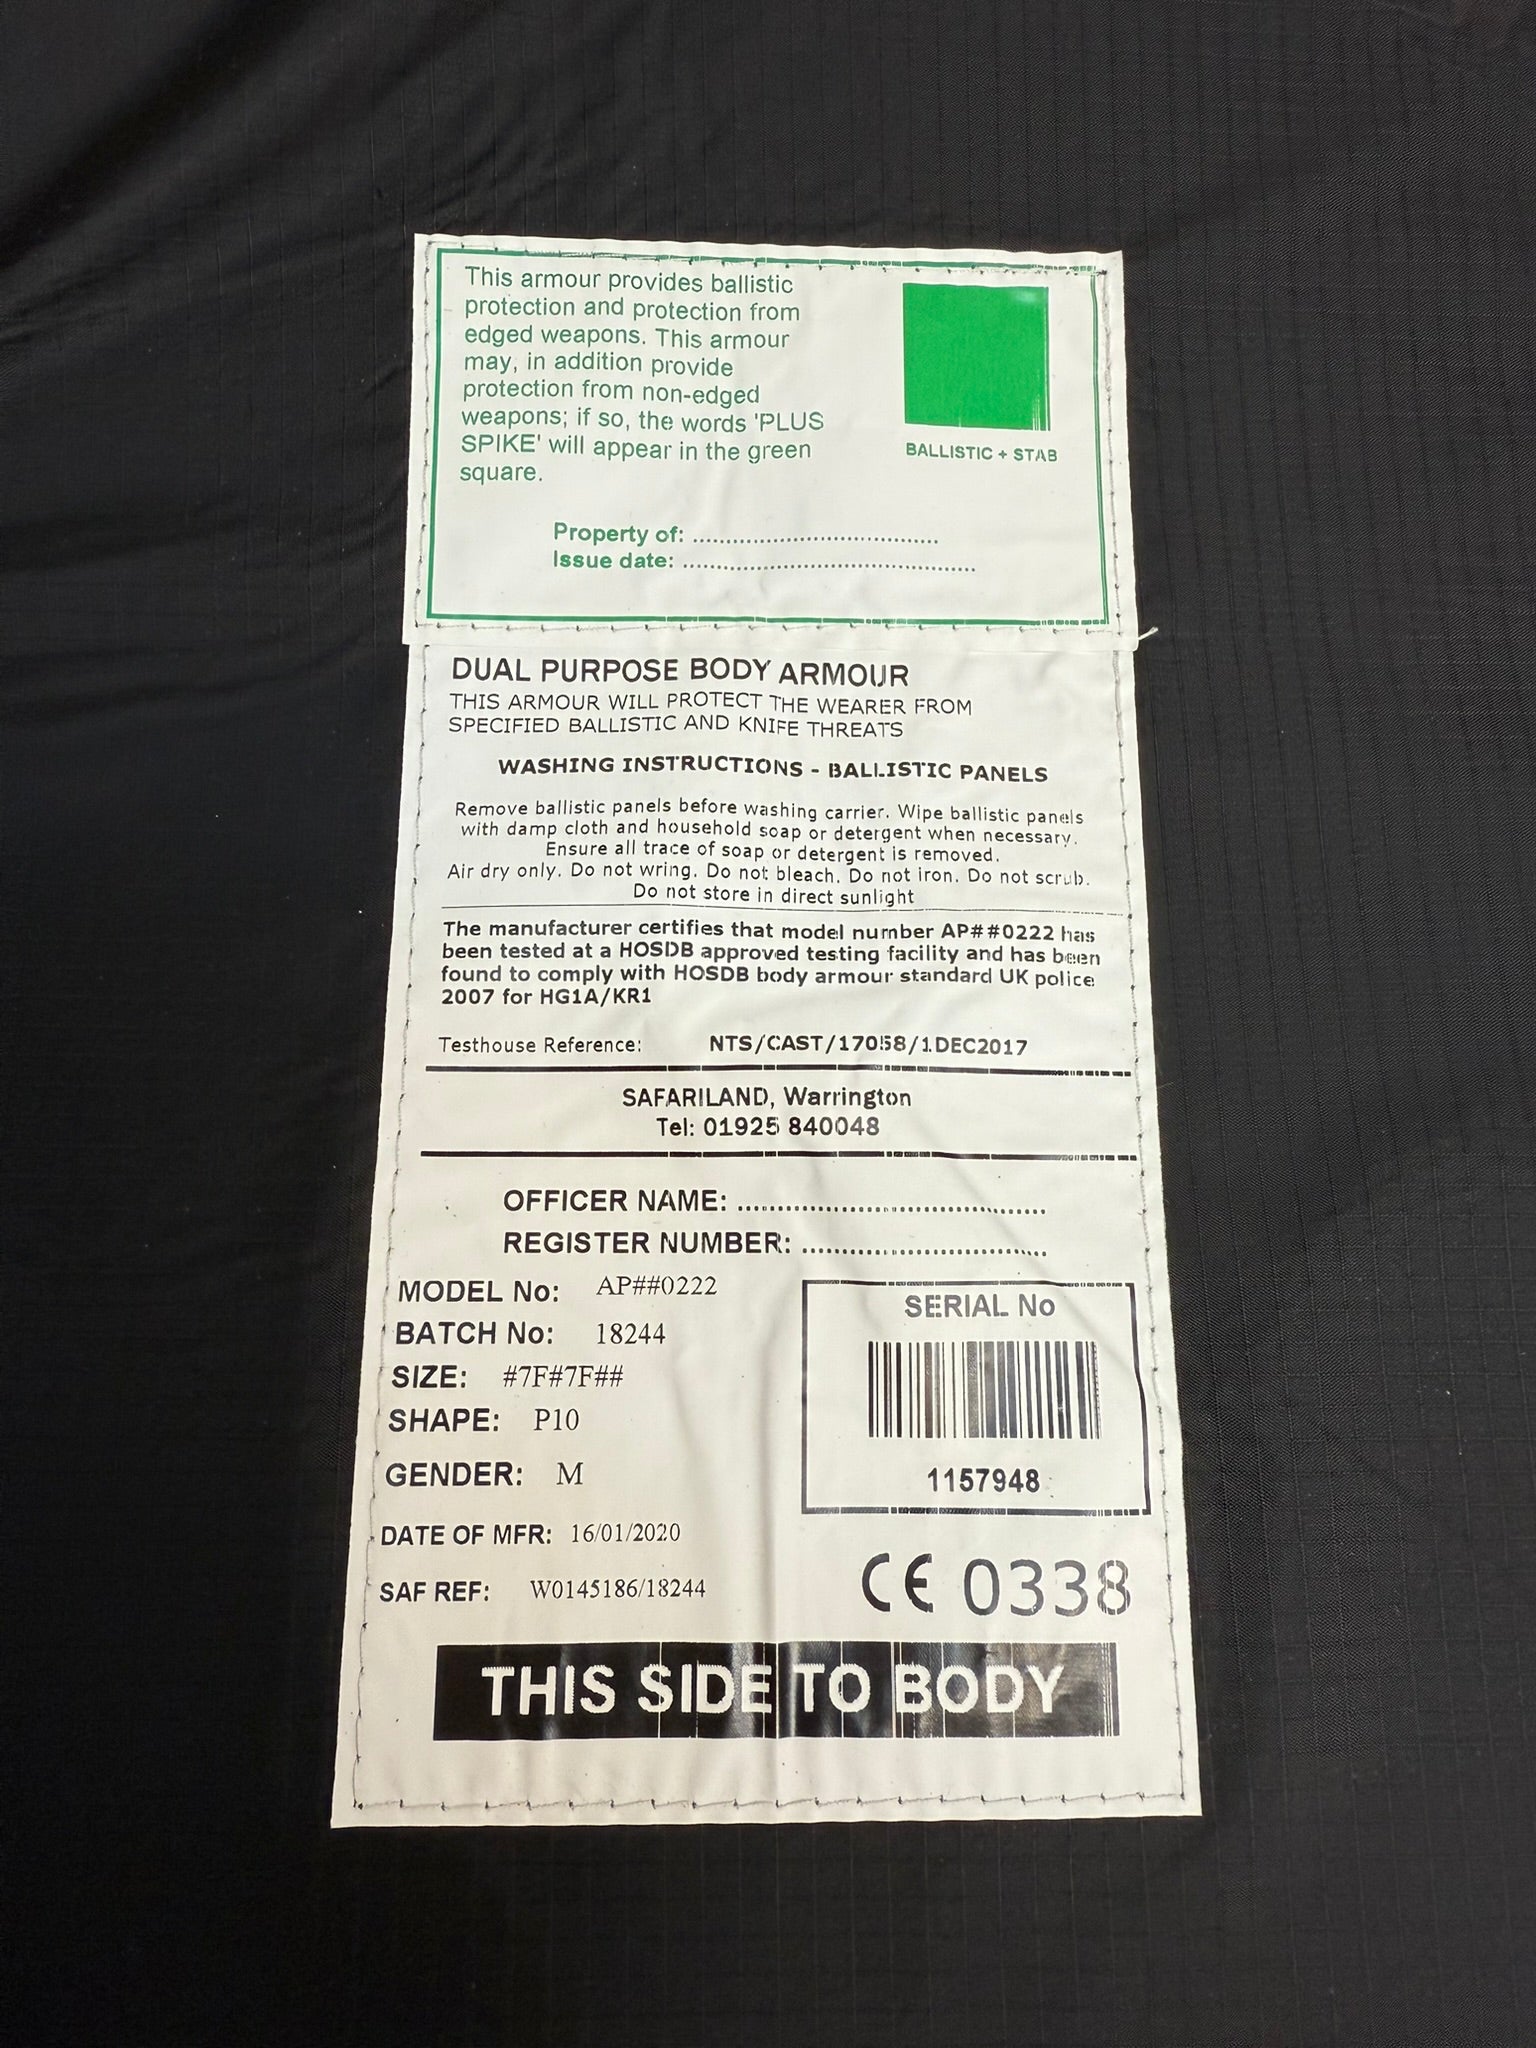 This armour provides ballistic
protection and protection from
edged weapons. This armour
may, in addition provide
protection from non-edged
weapons; if so, the words 'PLUS
SPIKE' will appear in the green
square.
BALLISTIC + STAB
Property of: ....................................
Issue date: ...........................................
DUAL PURPOSE BODY ARMOUR
THIS ARMOUR WILL PROTECT THE WEARER FROM
SPECIFIED BALLISTIC AND KNIFE THREATS
WASHING INSTRUCTIONS - BALLISTIC PANELS
Remove ballistic panels before washing carrier. Wipe ballistic panels
with damp cloth and household soap or detergent when necessary.
Ensure all trace of soap or detergent is removed.
Air dry only. Do not wring. Do not bleach. Do not iron. Do not scrub.
Do not store in direct sunlight
The manufacturer certifies that model number AP##0222 has
been tested at a HOSDB approved testing facility and has been
found to comply with HOSDB body armour standard UK police
2007 for HG1A/KR1
Testhouse Reference: NTS/CAST/17058/1DEC2017
SAFARILAND, Warrington
Tel: 01925 840048
OFFICER NAME: ..........................................
REGISTER NUMBER: .................................
MODEL No: AP##0222
BATCH No: 18244
SIZE: #7F#7F##
SHAPE: P10
GENDER: M
DATE OF MFR: 16/01/2020
SAF REF: W0145186/18244
SERIAL No
1157948
CE 0338
THIS SIDE TO BODY